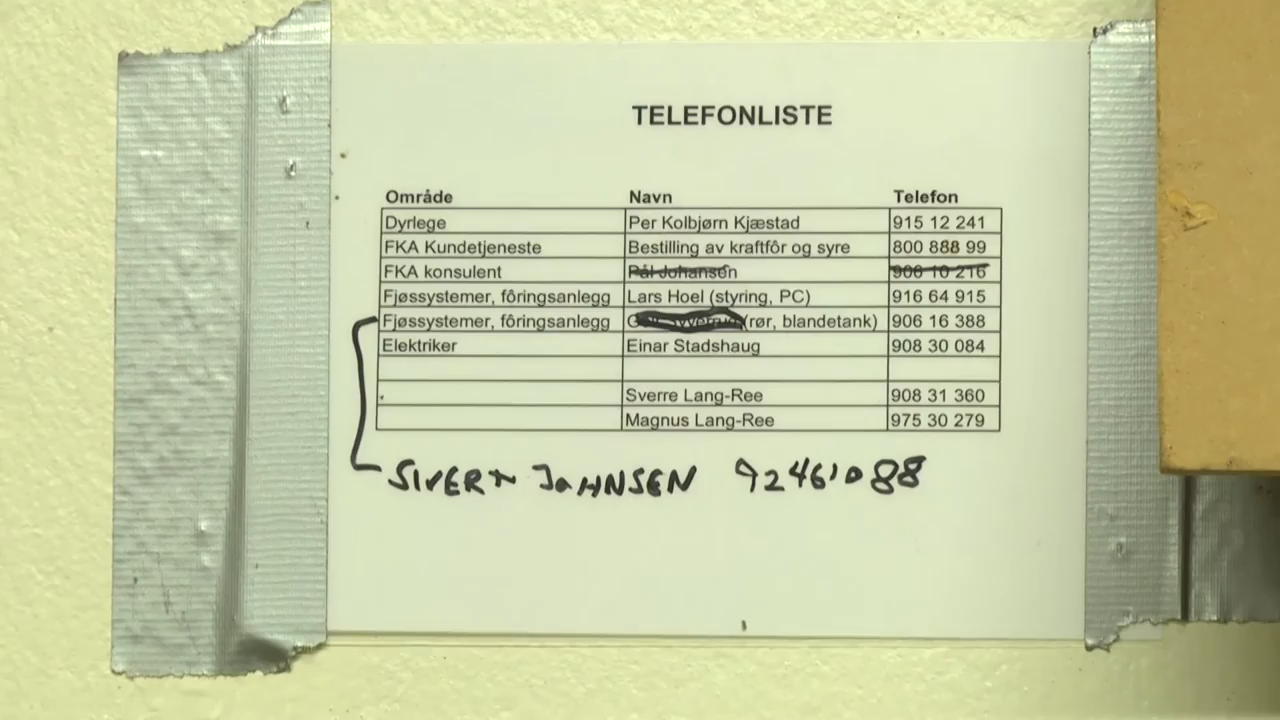 TELEFONLISTE
Område Navn Telefon
Dyrlege Per Kolbjørn Kjæstad 915 12 241
FKA Kundetjeneste Bestilling av kraftfôr og syre 800 888 99
FKA konsulent Pål Johansen 906 10 216
Fjøssystemer, fôringsanlegg Lars Hoel (styring, PC) 916 64 915
Fjøssystemer, fôringsanlegg (rør, blandetank) 906 16 388
Elektriker Einar Stadshaug 908 30 084
Sverre Lang-Ree 908 31 360
Magnus Lang-Ree 975 30 279
JOHNSEN 92461088